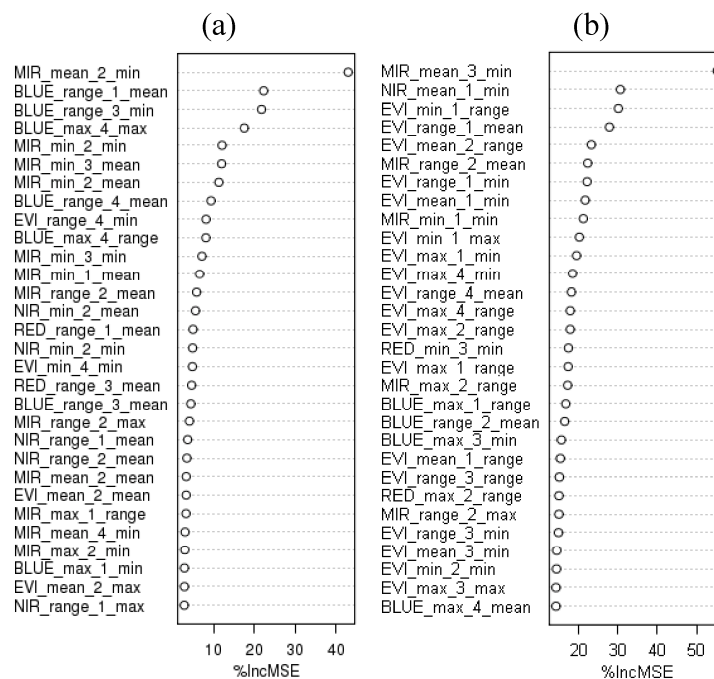 (a)
MIR_mean_2_min
BLUE_range_1_mean
BLUE_range_3_min
BLUE_max_4_max
MIR_min_2_min
MIR_min_3_mean
MIR_min_2_mean
BLUE_range_4_mean
EVI_range_4_min
BLUE_max_4_range
MIR_min_3_min
MIR_min_1_mean
MIR_range_2_mean
NIR_min_2_mean
RED_range_1_mean
NIR_min_2_min
EVI_min_4_min
RED_range_3_mean
BLUE_range_3_mean
MIR_range_2_max
NIR_range_1_mean
NIR_range_2_mean
MIR_mean_2_mean
EVI_mean_2_mean
MIR_max_1_range
MIR_mean_4_min
MIR_max_2_min
BLUE_max_1_min
EVI_mean_2_max
NIR_range_1_max
10 20 30 40
%IncMSE
(b)
MIR_mean_3_min
NIR_mean_1_min
EVI_min_1_range
EVI_range_1_mean
EVI_mean_2_range
MIR_range_2_mean
EVI_range_1_min
EVI_mean_1_min
MIR_min_1_min
EVI_min_1_max
EVI_max_1_min
EVI_max_4_min
EVI_range_4_mean
EVI_max_4_range
EVI_max_2_range
RED_min_3_min
EVI_max_1_range
MIR_max_2_range
BLUE_max_1_range
BLUE_range_2_mean
BLUE_max_3_min
EVI_mean_1_range
EVI_range_3_range
RED_max_2_range
MIR_range_2_max
EVI_range_3_min
EVI_mean_3_min
EVI_min_2_min
EVI_max_3_max
BLUE_max_4_mean
20 30 40 50
%IncMSE